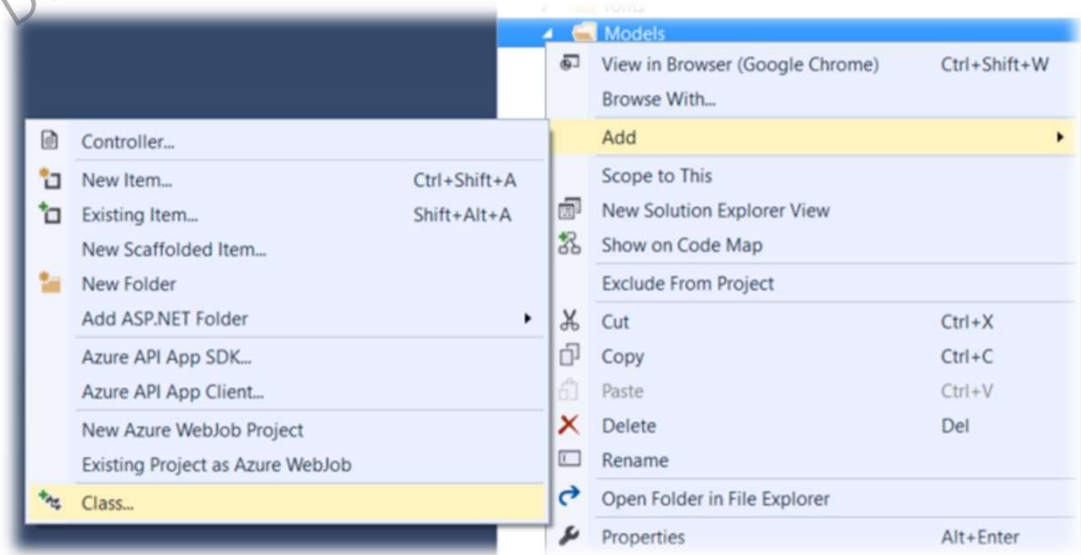 Models
View in Browser (Google Chrome) Ctrl+Shift+W
Browse With...
Add
Scope to This
New Solution Explorer View
Show on Code Map
Exclude From Project
Cut Ctrl+X
Copy Ctrl+C
Paste Ctrl+V
Delete Del
Rename
Open Folder in File Explorer
Properties Alt+Enter
Controller...
New Item... Ctrl+Shift+A
Existing Item... Shift+Alt+A
New Scaffolded Item...
New Folder
Add ASP.NET Folder
Azure API App SDK...
Azure API App Client...
New Azure WebJob Project
Existing Project as Azure WebJob
Class...